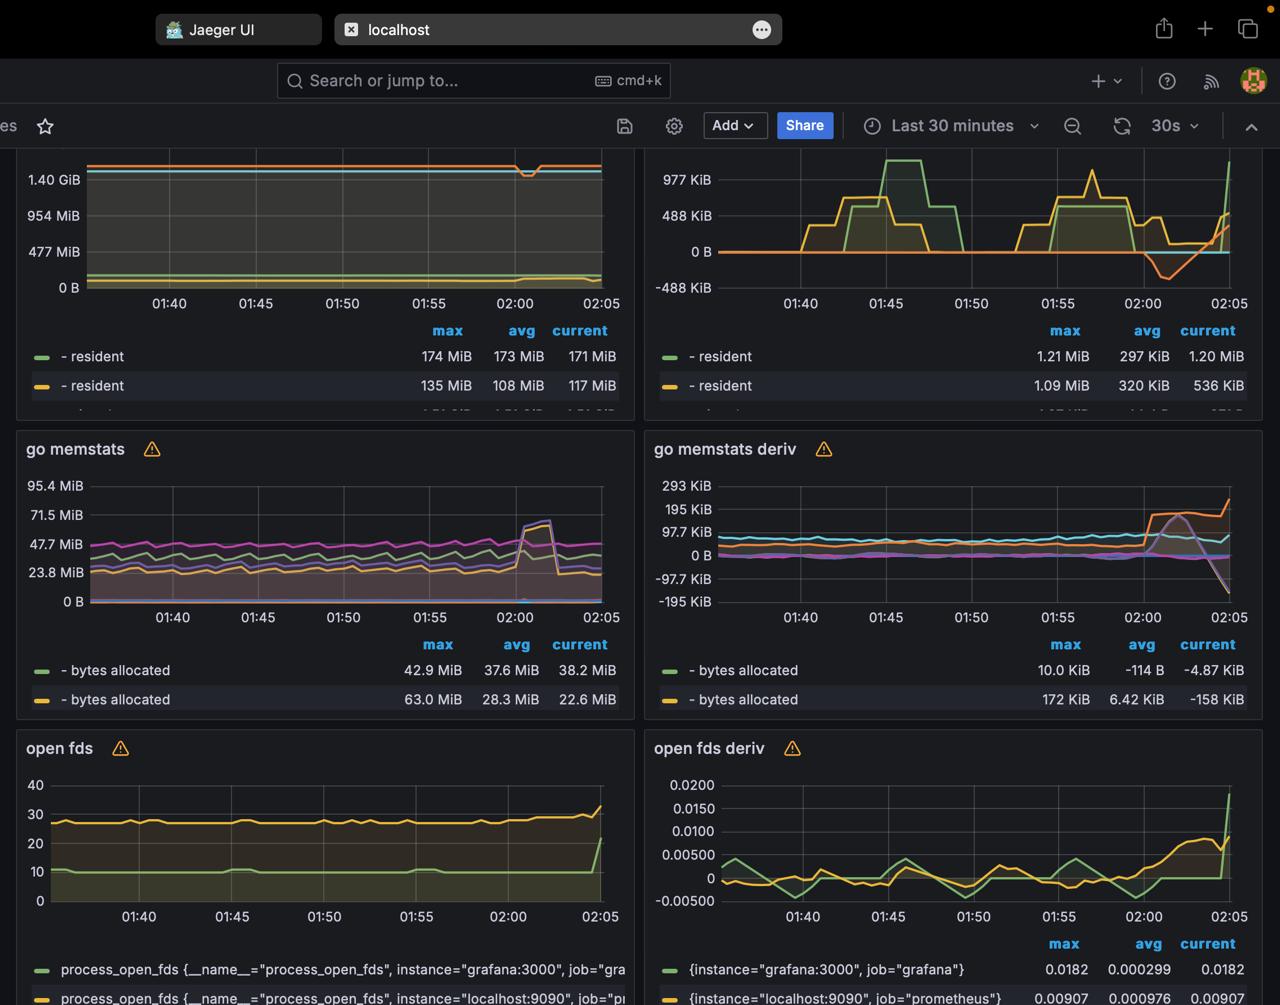 Jaeger UI
localhost
Search or jump to...
cmd+k
es
Add
Share
Last 30 minutes
30s
1.40 GiB
954 MiB
477 MiB
0 B
01:40 01:45 01:50 01:55 02:00 02:05
max avg current
- resident 174 MiB 173 MiB 171 MiB
- resident 135 MiB 108 MiB 117 MiB
977 KiB
488 KiB
0 B
-488 KiB
01:40 01:45 01:50 01:55 02:00 02:05
max avg current
- resident 1.21 MiB 297 KiB 1.20 MiB
- resident 1.09 MiB 320 KiB 536 KiB
go memstats
95.4 MiB
71.5 MiB
47.7 MiB
23.8 MiB
0 B
01:40 01:45 01:50 01:55 02:00 02:05
max avg current
- bytes allocated 42.9 MiB 37.6 MiB 38.2 MiB
- bytes allocated 63.0 MiB 28.3 MiB 22.6 MiB
go memstats deriv
293 KiB
195 KiB
97.7 KiB
0 B
-97.7 KiB
-195 KiB
01:40 01:45 01:50 01:55 02:00 02:05
max avg current
- bytes allocated 10.0 KiB -114 B -4.87 KiB
- bytes allocated 172 KiB 6.42 KiB -158 KiB
open fds
40
30
20
10
0
01:40 01:45 01:50 01:55 02:00 02:05
process_open_fds {__name__="process_open_fds", instance="grafana:3000", job="gra
process_open_fds {__name__="process_open_fds", instance="localhost:9090", job="pr
open fds deriv
0.0200
0.0150
0.0100
0.00500
0
-0.00500
01:40 01:45 01:50 01:55 02:00 02:05
max avg current
{instance="grafana:3000", job="grafana"} 0.0182 0.000299 0.0182
{instance="localhost:9090", job="prometheus"} 0.00907 0.000976 0.00907